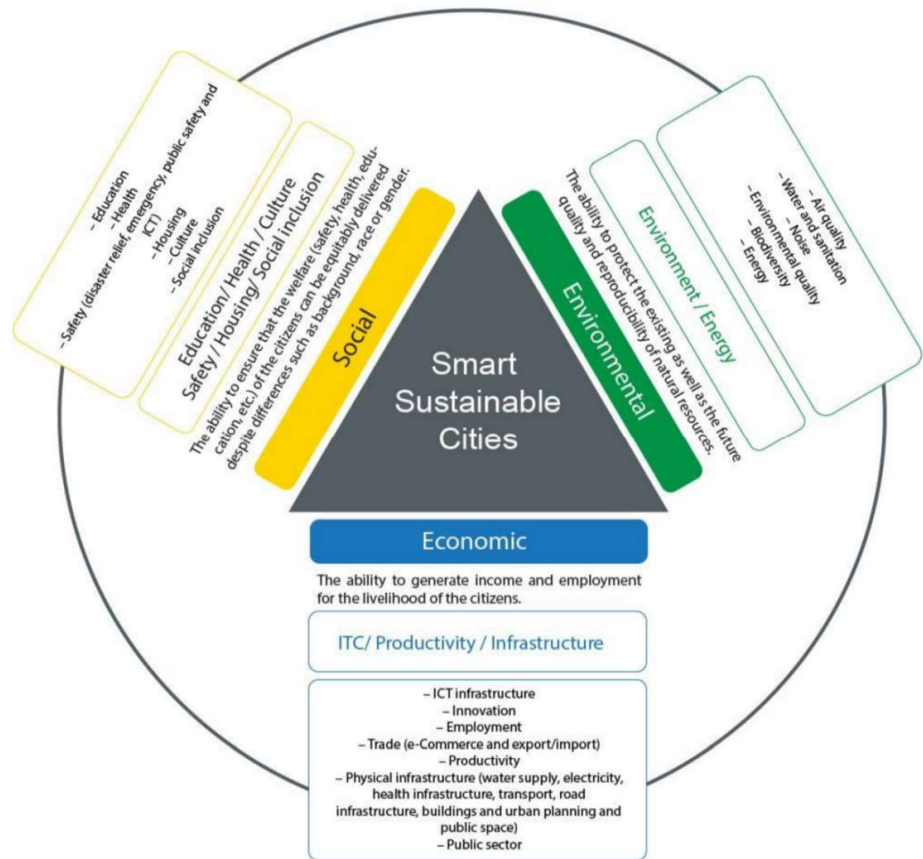 Smart
Sustainable
Cities
Social
The ability to ensure that the welfare (safety, health, edu-
cation, etc.) of the citizens can be equitably delivered
despite differences such as background, race or gender.
Education/ Health / Culture
Safety / Housing/ Social inclusion
– Education
– Health
– Safety (disaster relief, emergency, public safety and
ICT)
– Housing
– Culture
– Social inclusion
Environmental
The ability to protect the existing as well as the future
quality and reproducibility of natural resources.
Environment / Energy
– Air quality
– Water and sanitation
– Noise
– Environmental quality
– Biodiversity
– Energy
Economic
The ability to generate income and employment
for the livelihood of the citizens.
ITC/ Productivity / Infrastructure
– ICT infrastructure
– Innovation
– Employment
– Trade (e-Commerce and export/import)
– Productivity
– Physical infrastructure (water supply, electricity,
health infrastructure, transport, road
infrastructure, buildings and urban planning and
public space)
– Public sector